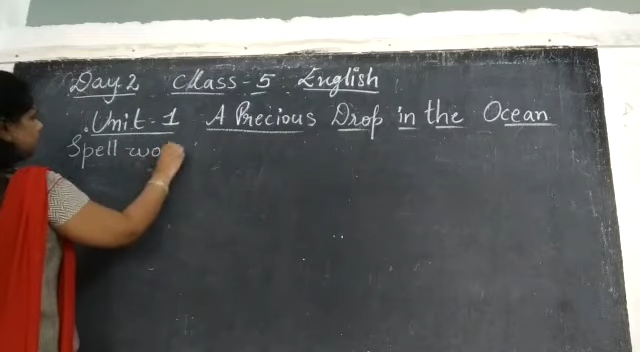 Day 2 Class - 5 English
Unit - 1 A Precious Drop in the Ocean
Spell wo